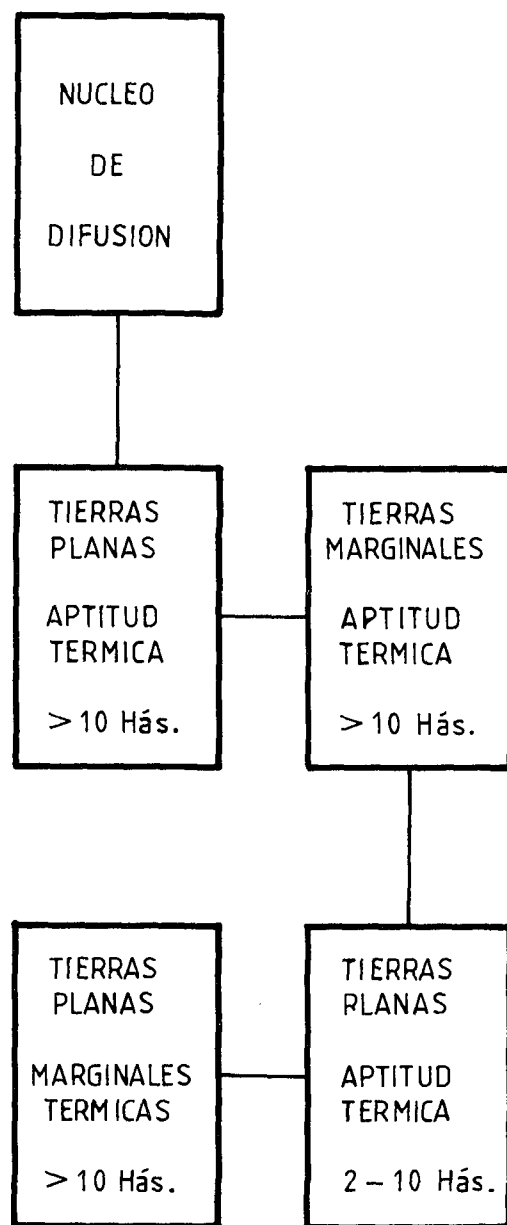 NUCLEO
DE
DIFUSION
TIERRAS
PLANAS
APTITUD
TERMICA
> 10 Hás.
TIERRAS
MARGINALES
APTITUD
TERMICA
> 10 Hás.
TIERRAS
PLANAS
MARGINALES
TERMICAS
> 10 Hás.
TIERRAS
PLANAS
APTITUD
TERMICA
2 – 10 Hás.